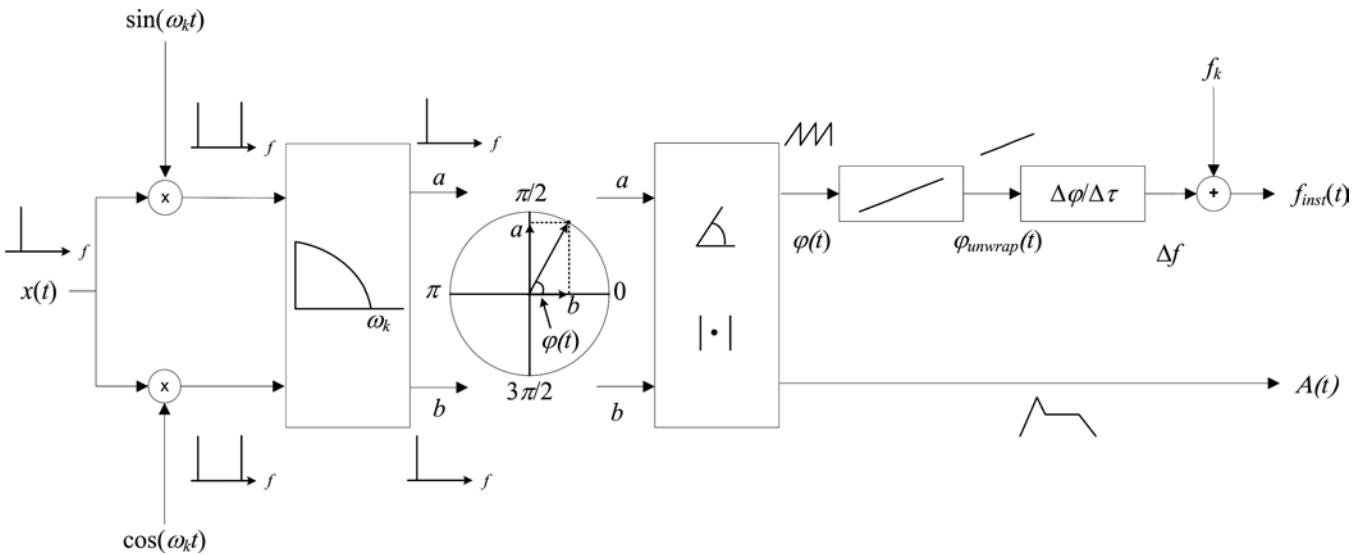 sin(ωₖt)
f
f
a
a
π/2
a
π
0
b
φ(t)
3π/2
f
x(t)
ωₖ
b
b
f
f
cos(ωₖt)
x
x
φ(t)
φunwrap(t)
Δφ/Δτ
Δf
fₖ
+
finst(t)
|•|
A(t)